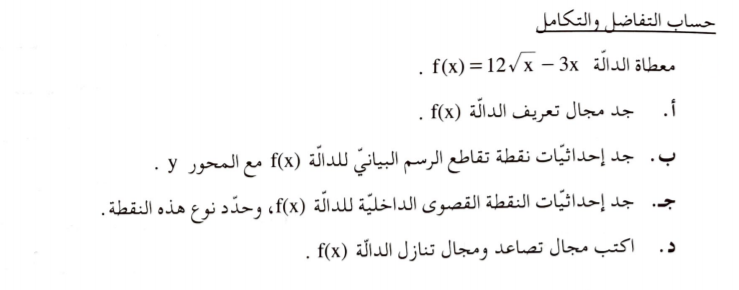 حساب التفاضل والتكامل
معطاة الدالّة f(x) = 12√x − 3x .
أ. جد مجال تعريف الدالّة f(x) .
ب. جد إحداثيّات نقطة تقاطع الرسم البيانيّ للدالّة f(x) مع المحور y .
جـ. جد إحداثيّات النقطة القصوى الداخليّة للدالّة f(x)، وحدّد نوع هذه النقطة.
د. اكتب مجال تصاعد ومجال تنازل الدالّة f(x) .